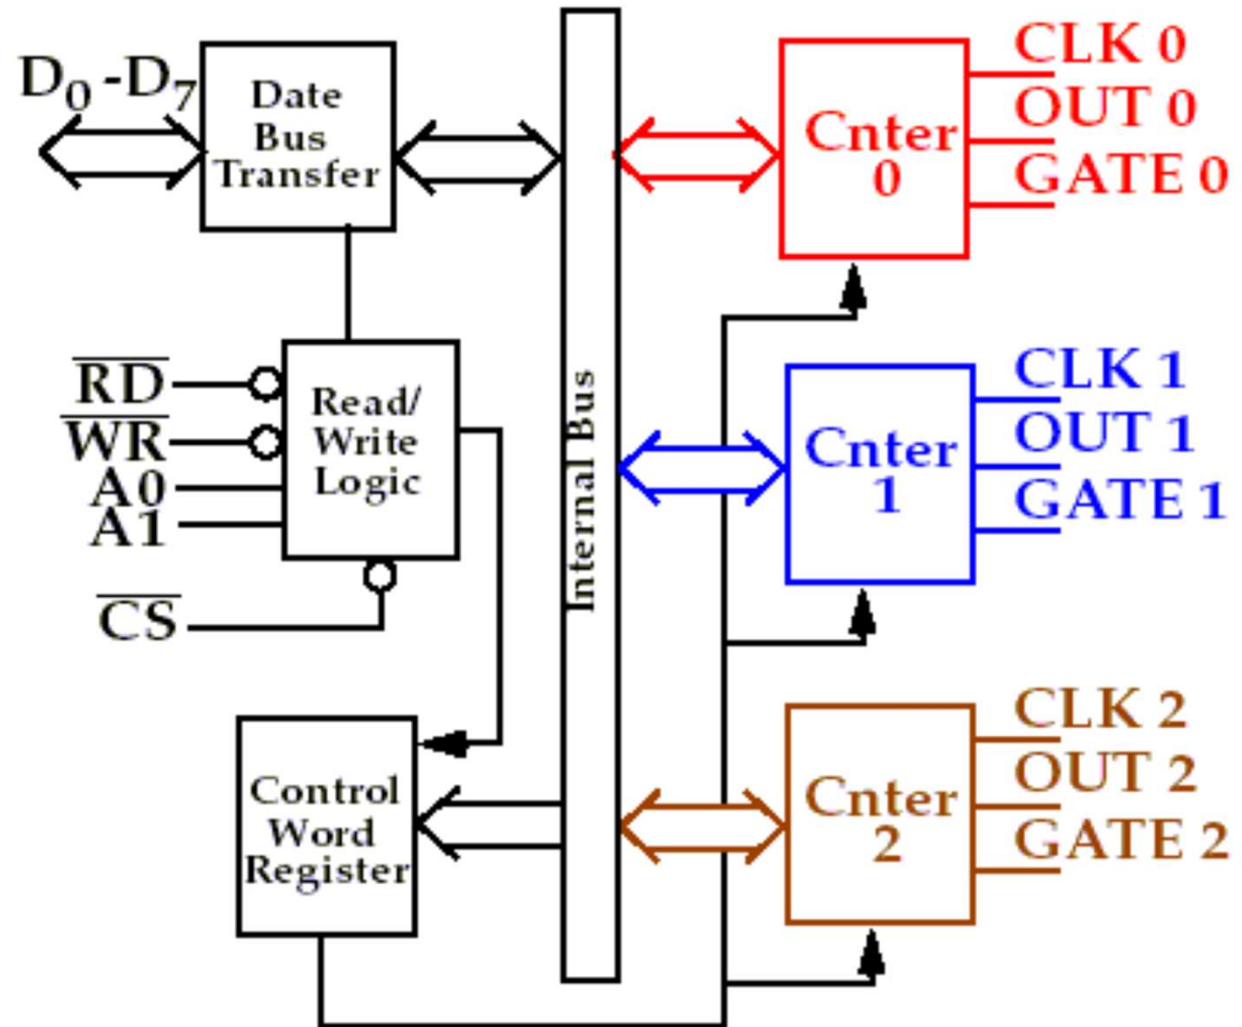 D0-D7
Date
Bus
Transfer
RD
WR
A0
A1
CS
Read/
Write
Logic
Control
Word
Register
Internal Bus
Cnter
0
CLK 0
OUT 0
GATE 0
Cnter
1
CLK 1
OUT 1
GATE 1
Cnter
2
CLK 2
OUT 2
GATE 2